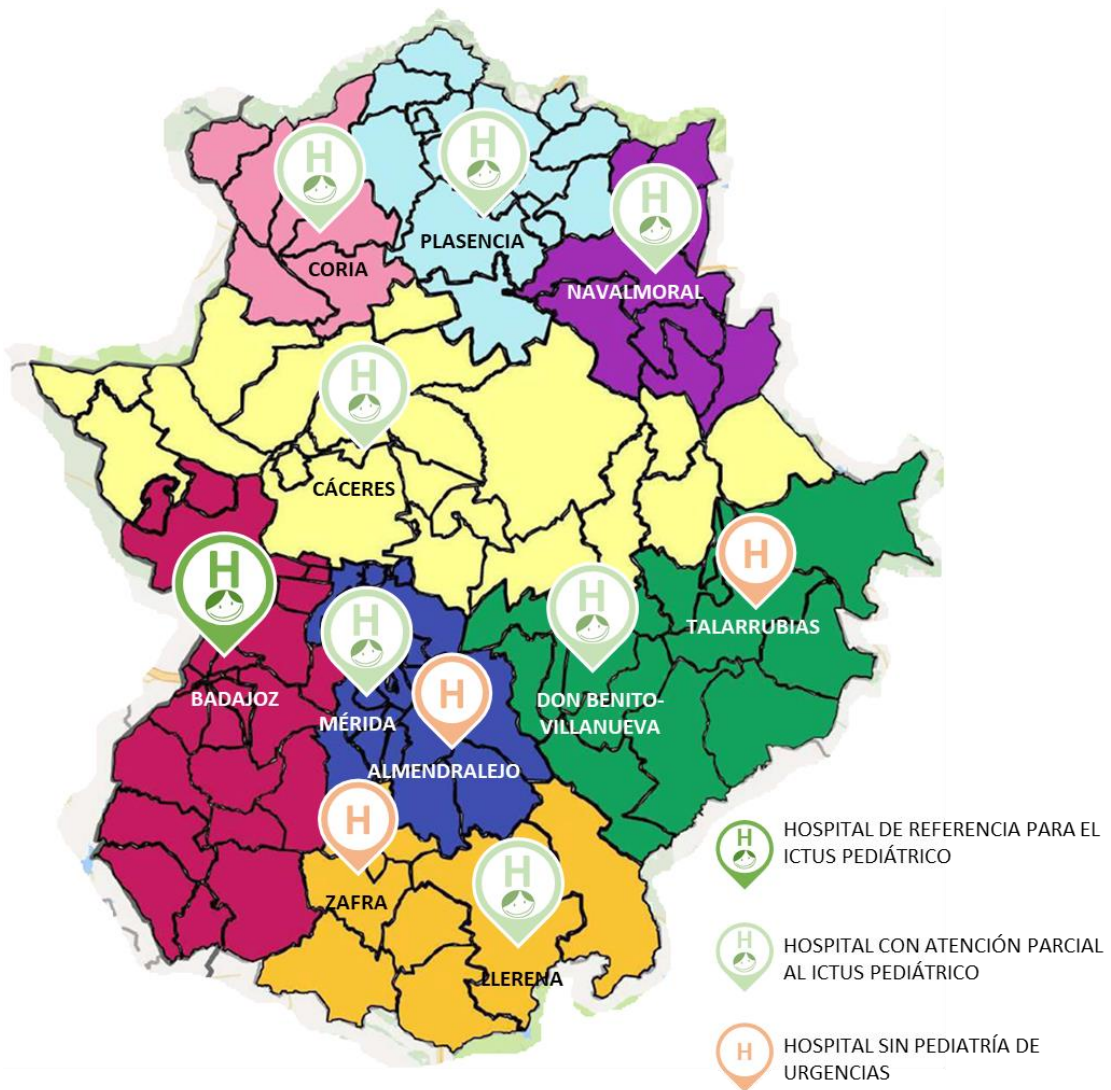 H
H
H
PLASENCIA
CORIA
NAVALMORAL
H
CÁCERES
H
H
TALARRUBIAS
H
H
BADAJOZ
H
DON BENITO-
VILLANUEVA
MÉRIDA
ALMENDRALEJO
H
H
ZAFRA
LLERENA
H
HOSPITAL DE REFERENCIA PARA EL
ICTUS PEDIÁTRICO
H
HOSPITAL CON ATENCIÓN PARCIAL
AL ICTUS PEDIÁTRICO
H
HOSPITAL SIN PEDIATRÍA DE
URGENCIAS